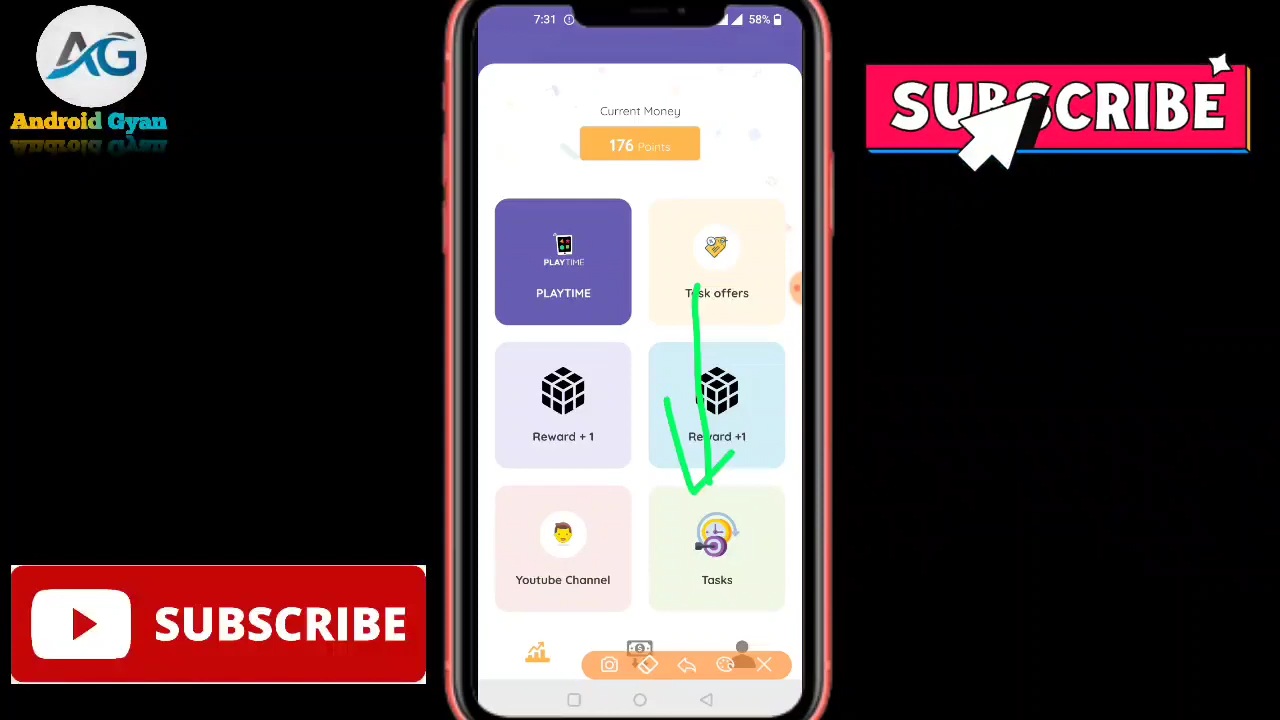 AG
Android Gyan
7:31
58%
Current Money
176 Points
PLAYTIME
PLAYTIME
Task offers
Reward + 1
Reward +1
Youtube Channel
Tasks
SUBSCRIBE
SUBSCRIBE